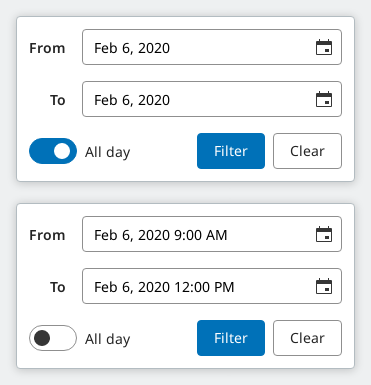 From Feb 6, 2020
To Feb 6, 2020
All day Filter Clear
From Feb 6, 2020 9:00 AM
To Feb 6, 2020 12:00 PM
All day Filter Clear